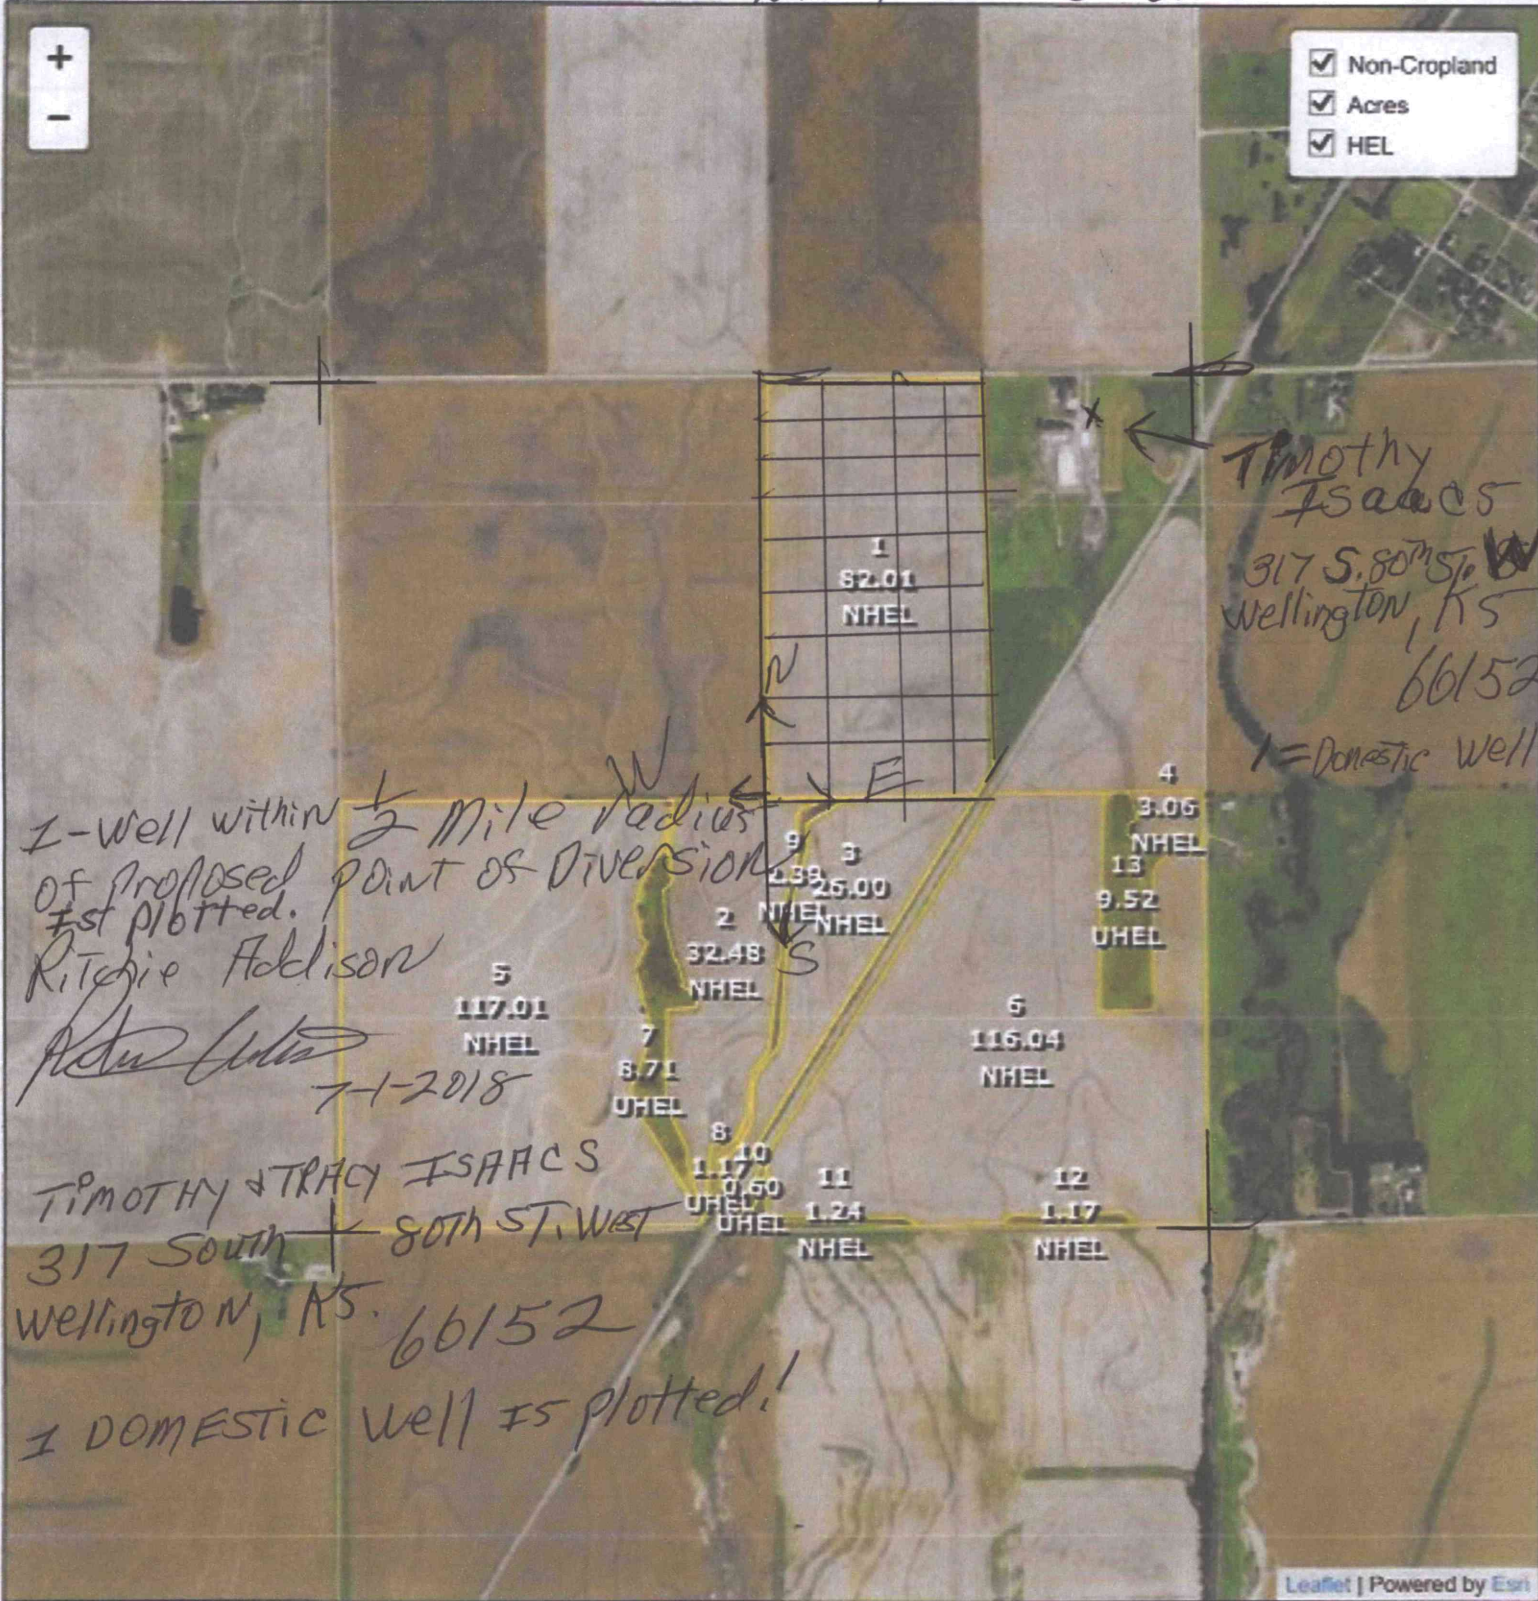 +
−
Non-Cropland
Acres
HEL
1
82.01
NHEL
Timothy
Isaacs
317 S. 80th St. W
Wellington, KS
66152
1 = Domestic Well
N
W
E
S
1-Well within 1/2 Mile radius
of Proposed point of Diversion
Ist plotted.
Ritchie Addison
7-1-2018
4
3.06
NHEL
13
9.52
UHEL
9
2.39
NHEL
3
26.00
NHEL
2
32.48
NHEL
5
117.01
NHEL
6
116.04
NHEL
7
8.71
UHEL
8
1.17
UHEL
10
0.60
UHEL
11
1.24
NHEL
12
1.17
NHEL
TIMOTHY & TRACY ISAACS
317 South 80th ST. West
Wellington, KS.
66152
1 DOMESTIC Well IS plotted!
Leaflet | Powered by Esri